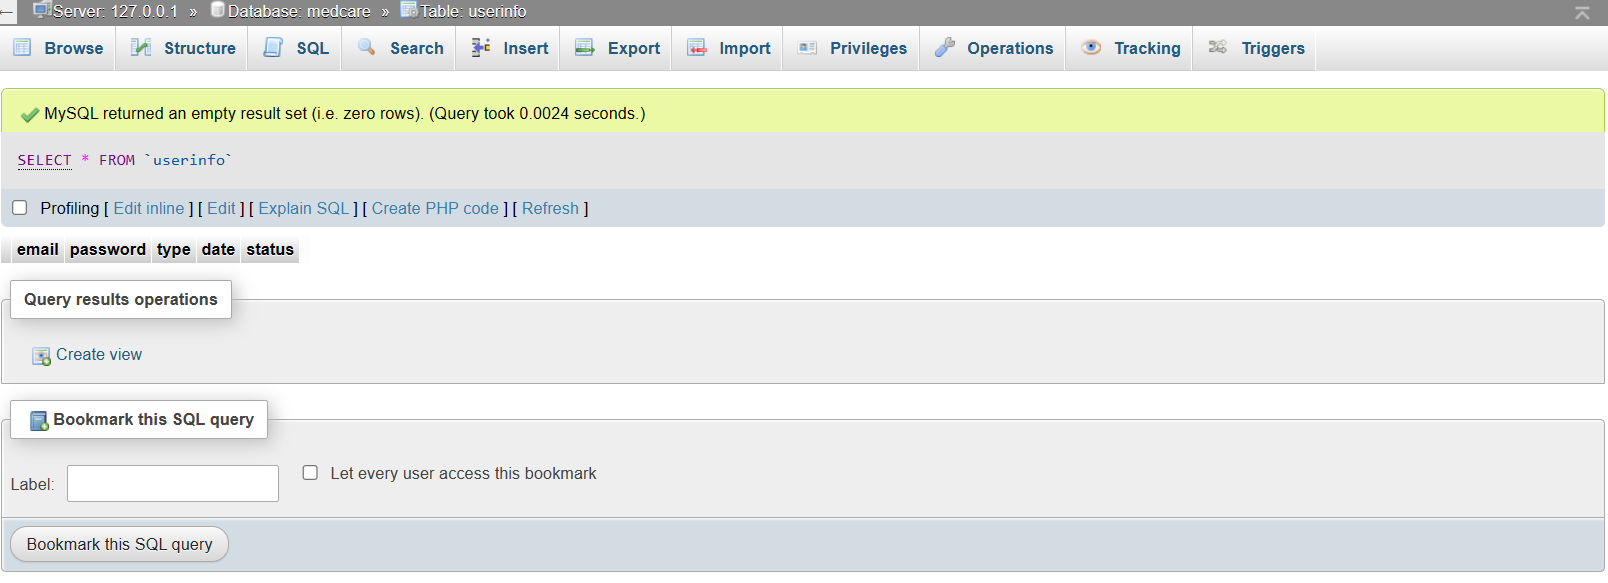 Server: 127.0.0.1 » Database: medcare » Table: userinfo
Browse Structure SQL Search Insert Export Import Privileges Operations Tracking Triggers
MySQL returned an empty result set (i.e. zero rows). (Query took 0.0024 seconds.)
SELECT * FROM `userinfo`
Profiling [ Edit inline ] [ Edit ] [ Explain SQL ] [ Create PHP code ] [ Refresh ]
email password type date status
Query results operations
Create view
Bookmark this SQL query
Label: Let every user access this bookmark
Bookmark this SQL query